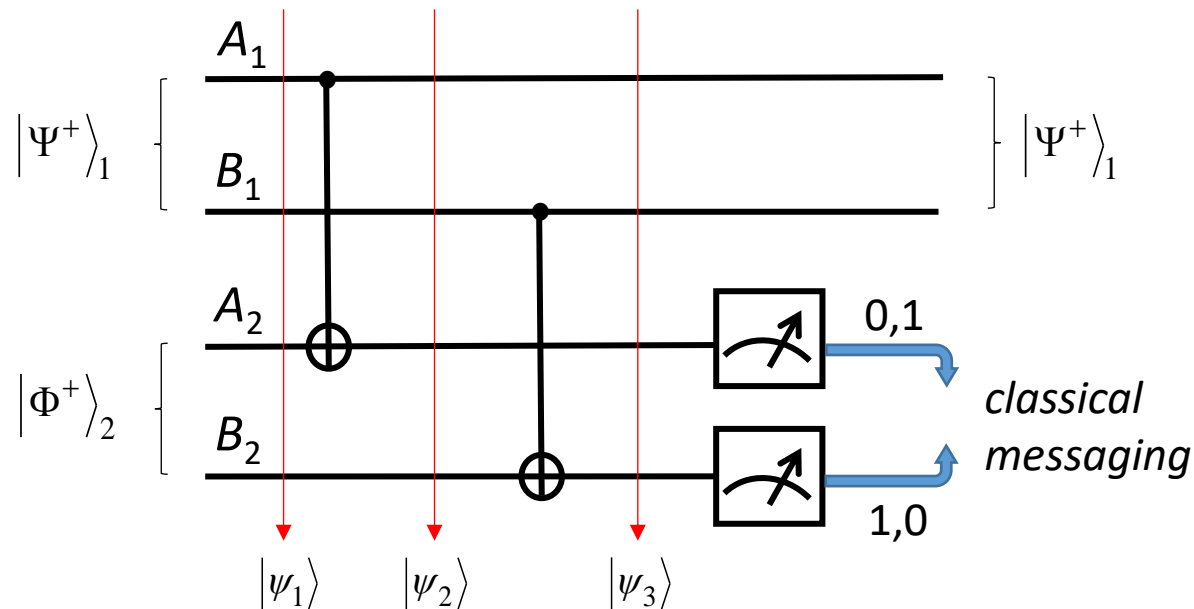 A₁
|Ψ⁺⟩₁
|Ψ⁺⟩₁
B₁
A₂
0,1
|Φ⁺⟩₂
classical
messaging
B₂
1,0
|ψ₁⟩ |ψ₂⟩ |ψ₃⟩